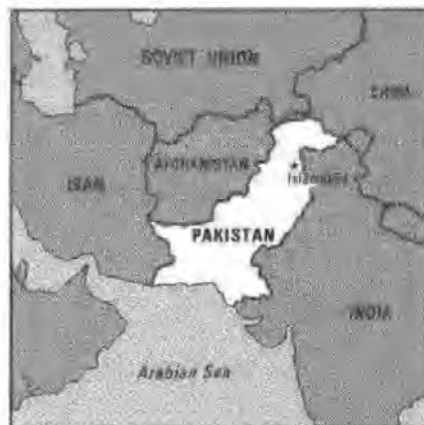 SOVIET UNION
CHINA
AFGHANISTAN
Islamabad
IRAN
PAKISTAN
INDIA
Arabian Sea